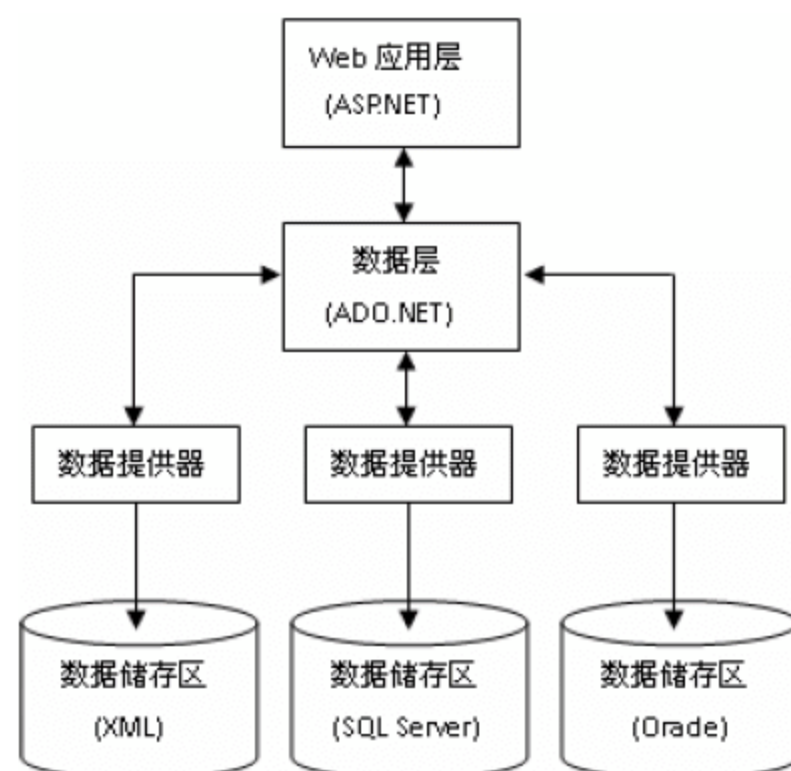 Web 应用层
(ASP.NET)
数据层
(ADO.NET)
数据提供器
数据提供器
数据提供器
数据储存区
(XML)
数据储存区
(SQL Server)
数据储存区
(Orade)